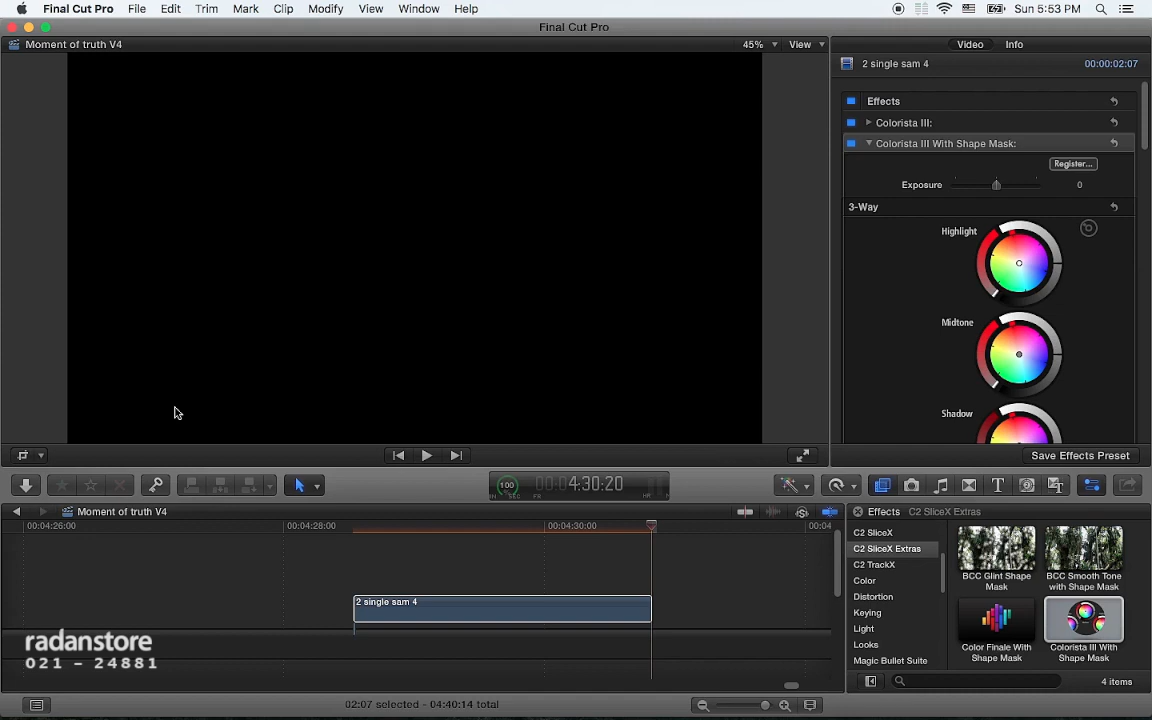 Final Cut Pro File Edit Trim Mark Clip Modify View Window Help
Sun 5:53 PM
Final Cut Pro
Moment of truth V4
45% View
Video Info
2 single sam 4 00:00:02:07
Effects
Colorista III:
Colorista III With Shape Mask:
Register...
Exposure 0
3-Way
Highlight
Midtone
Shadow
Save Effects Preset
100
4:30:20
Moment of truth V4
Effects C2 SliceX Extras
00:04:26:00 00:04:28:00 00:04:30:00 00:04
2 single sam 4
C2 SliceX
C2 SliceX Extras
C2 TrackX
Color
Distortion
Keying
Light
Looks
Magic Bullet Suite
BCC Glint Shape Mask
BCC Smooth Tone with Shape Mask
Color Finale With Shape Mask
Colorista III With Shape Mask
4 items
radanstore
021 - 24881
02:07 selected - 04:40:14 total